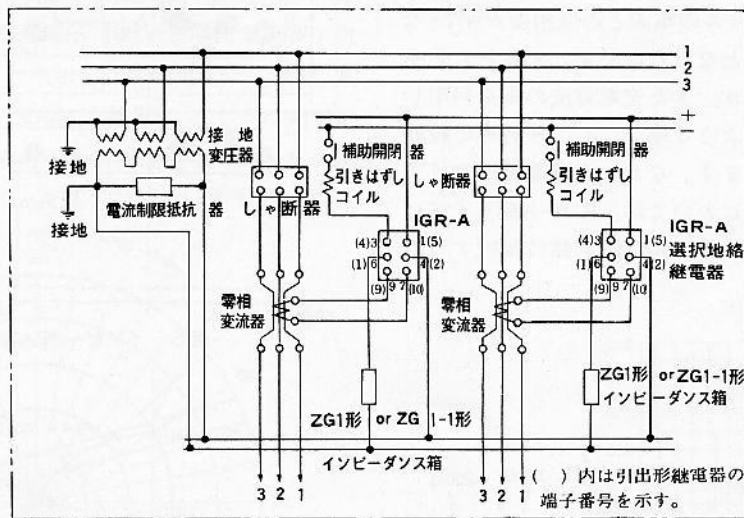 1
2
3
+
−
接地
接地
変圧器
補助開閉器
補助開閉器
引きはずし
コイル
しゃ断器
引きはずし
コイル
接地
電流制限抵抗器
しゃ断器
IGR-A
(4)3 1(5)
(1)6 4(2)
(9) 9 7 (10)
IGR-A
選択地絡
継電器
(4)3 1(5)
(1)6 4(2)
(9) 9 7 (10)
零相
変流器
零相
変流器
ZG1形 or ZG1-1形
インピーダンス箱
ZG1形 or ZG1-1形
インピーダンス箱
3 2 1
3 2 1
( )内は引出形継電器の
端子番号を示す。